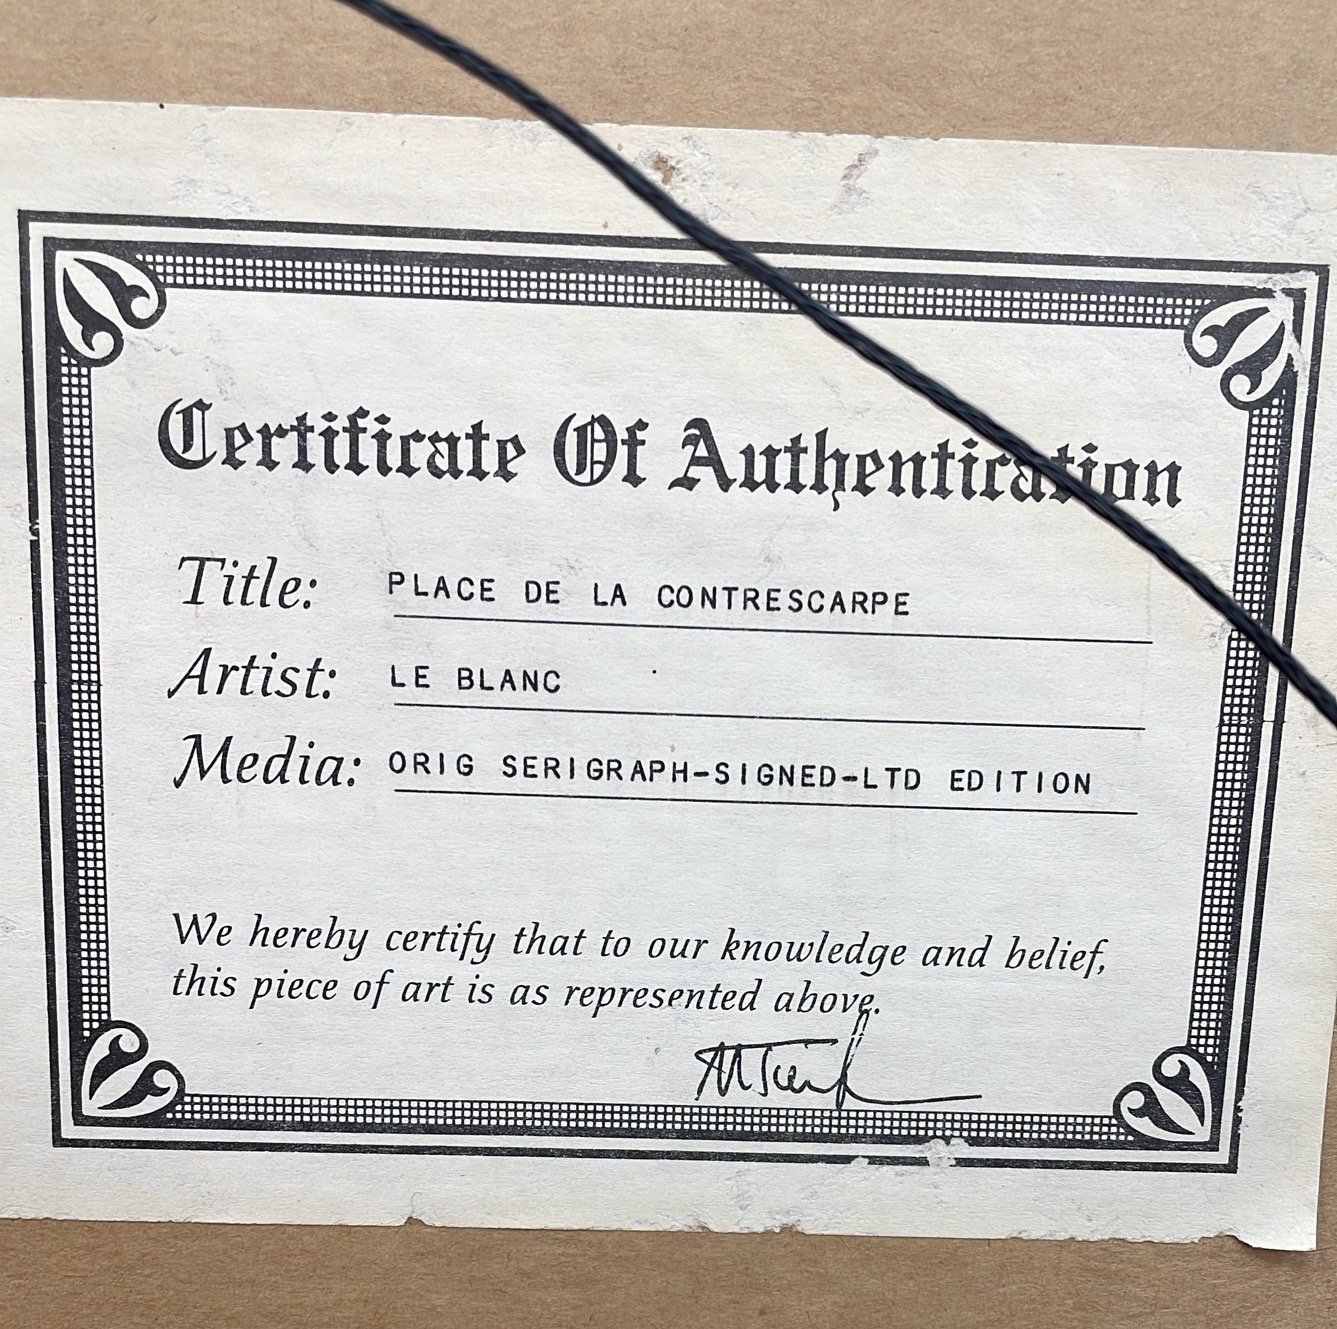 Certificate Of Authentication
Title: PLACE DE LA CONTRESCARPE
Artist: LE BLANC
Media: ORIG SERIGRAPH-SIGNED-LTD EDITION
We hereby certify that to our knowledge and belief,
this piece of art is as represented above.